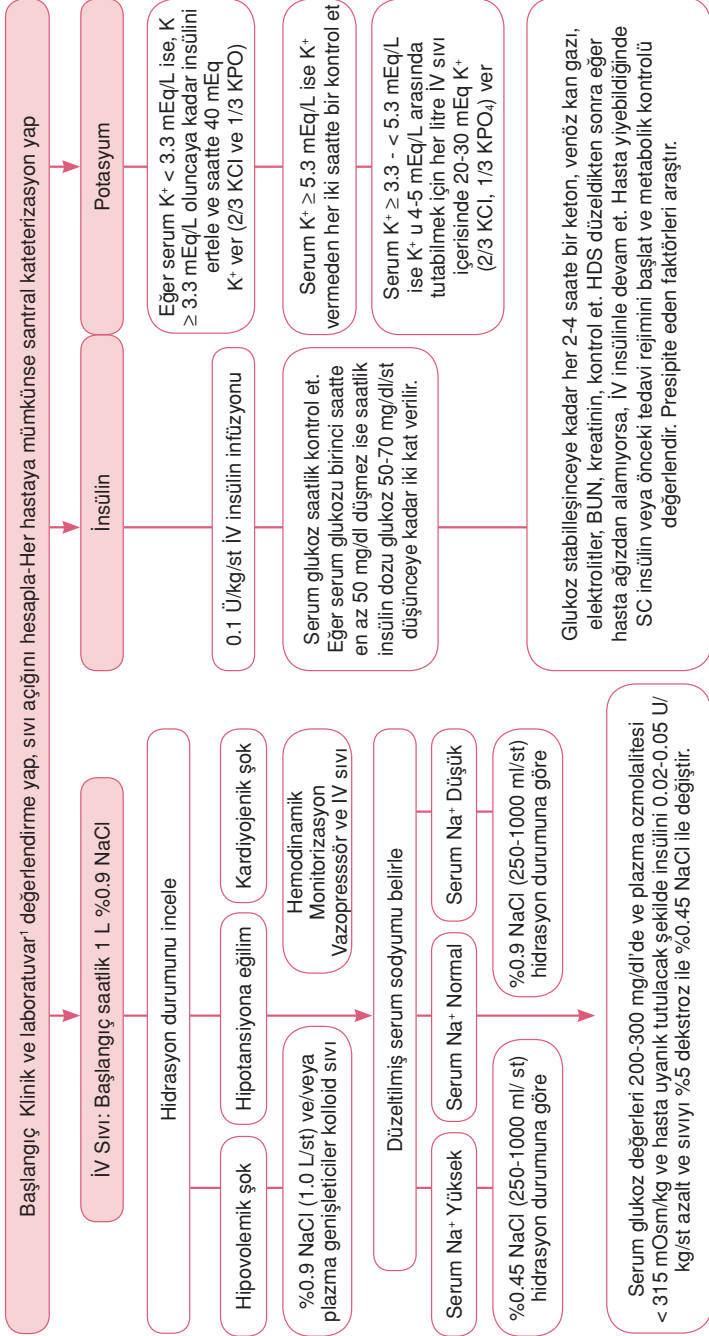 Başlangıç Klinik ve laboratuvar¹ değerlendirme yap, sıvı açığını hesapla-Her hastaya mümkünse santral kateterizasyon yap
İV Sıvı: Başlangıç saatlik 1 L %0.9 NaCl
Hidrasyon durumunu incele
Hipovolemik şok
Hipotansiyona eğilim
Kardiyojenik şok
%0.9 NaCl (1.0 L/st) ve/veya
plazma genişleticiler kolloid sıvı
Hemodinamik
Monitorizasyon
Vazopresssör ve IV sıvı
Düzeltilmiş serum sodyumu belirle
Serum Na⁺ Yüksek
Serum Na⁺ Normal
Serum Na⁺ Düşük
%0.45 NaCl (250-1000 ml/ st)
hidrasyon durumuna göre
%0.9 NaCl (250-1000 ml/st)
hidrasyon durumuna göre
Serum glukoz değerleri 200-300 mg/dl'de ve plazma ozmolalitesi
< 315 mOsm/kg ve hasta uyanık tutulacak şekilde insülini 0.02-0.05 U/
kg/st azalt ve sıvıyı %5 dekstroz ile %0.45 NaCl ile değiştir.
İnsülin
0.1 Ü/kg/st İV insülin infüzyonu
Serum glukoz saatlik kontrol et.
Eğer serum glukozu birinci saatte
en az 50 mg/dl düşmez ise saatlik
insülin dozu glukoz 50-70 mg/dl/st
düşünceye kadar iki kat verilir.
Potasyum
Eğer serum K⁺ < 3.3 mEq/L ise, K
≥ 3.3 mEq/L oluncaya kadar insülini
ertele ve saatte 40 mEq
K⁺ ver (2/3 KCl ve 1/3 KPO)
Serum K⁺ ≥ 5.3 mEq/L ise K⁺
vermeden her iki saatte bir kontrol et
Serum K⁺ ≥ 3.3 - < 5.3 mEq/L
ise K⁺ u 4-5 mEq/L arasında
tutabilmek için her litre İV sıvı
içerisinde 20-30 mEq K⁺
(2/3 KCl, 1/3 KPO₄) ver
Glukoz stabilleşinceye kadar her 2-4 saate bir keton, venöz kan gazı,
elektrolitler, BUN, kreatinin, kontrol et. HDS düzeldikten sonra eğer
hasta ağızdan alamıyorsa, İV insülinle devam et. Hasta yiyebildiğinde
SC insülin veya önceki tedavi rejimini başlat ve metabolik kontrolü
değerlendir. Presipite eden faktörleri araştır.